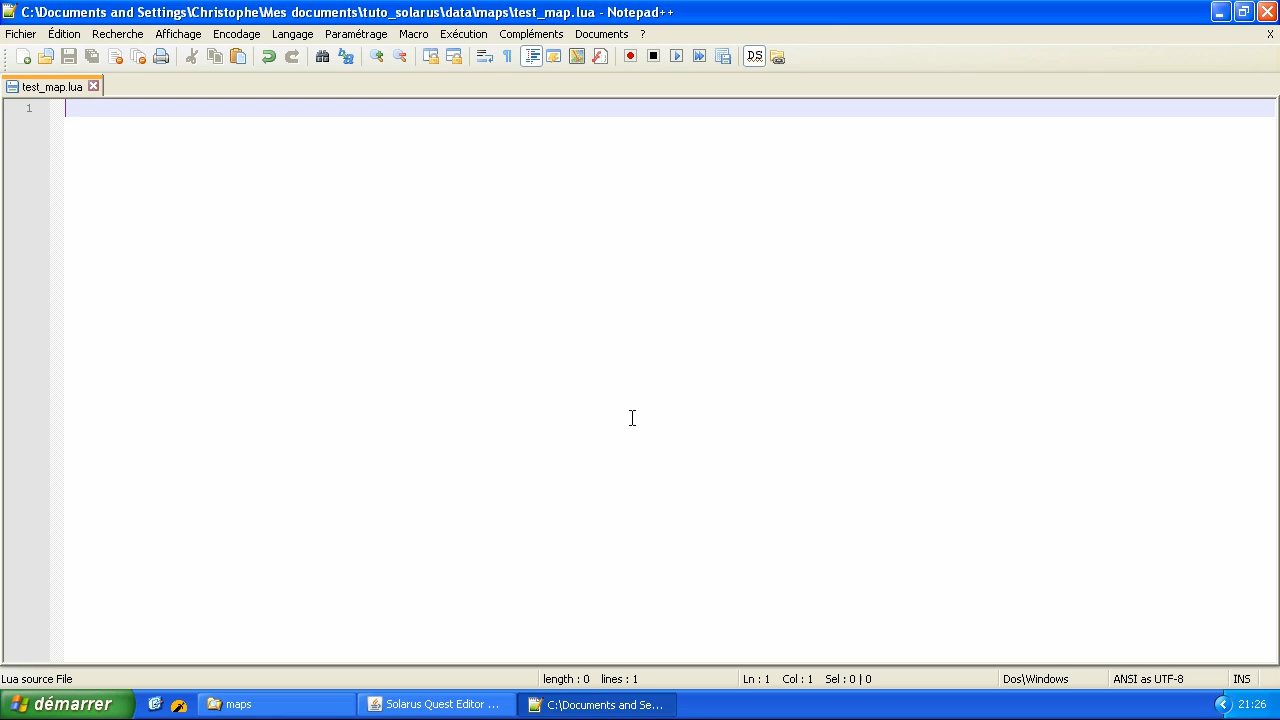 C:\Documents and Settings\Christophe\Mes documents\tuto_solarus\data\maps\test_map.lua - Notepad++
Fichier Édition Recherche Affichage Encodage Langage Paramétrage Macro Exécution Compléments Documents ? X
DS
test_map.lua
1
Lua source File length : 0 lines : 1 Ln : 1 Col : 1 Sel : 0 | 0 Dos\Windows ANSI as UTF-8 INS
démarrer maps Solarus Quest Editor ... C:\Documents and Se... 21:26